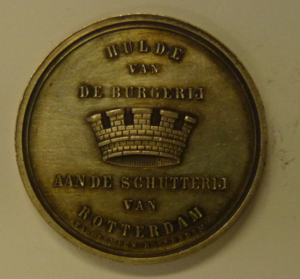 HULDE
VAN
DE BURGERIJ
AAN DE SCHUTTERIJ
VAN
ROTTERDAM